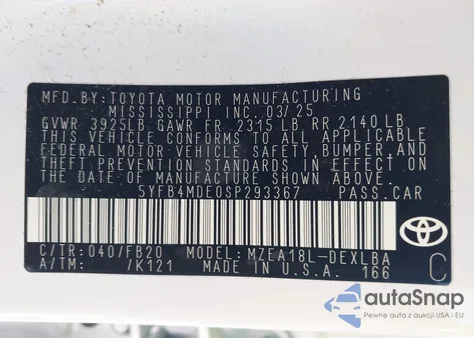 MFD. BY: TOYOTA MOTOR MANUFACTURING
MISSISSIPPI INC. 03/25
GVWR 3925LB GAWR FR 2315 LB RR 2140 LB
THIS VEHICLE CONFORMS TO ALL APPLICABLE
FEDERAL MOTOR VEHICLE SAFETY, BUMPER, AND
THEFT PREVENTION STANDARDS IN EFFECT ON
THE DATE OF MANUFACTURE SHOWN ABOVE.
5YFB4MDE0SP293367 PASS. CAR
C/TR: 040/FB20 MODEL: MZEA18L-DEXLBA
A/TM: /K121 MADE IN U.S.A. 166 C
TOYOTA
autoSnap
Pewne auta z aukcji USA i EU